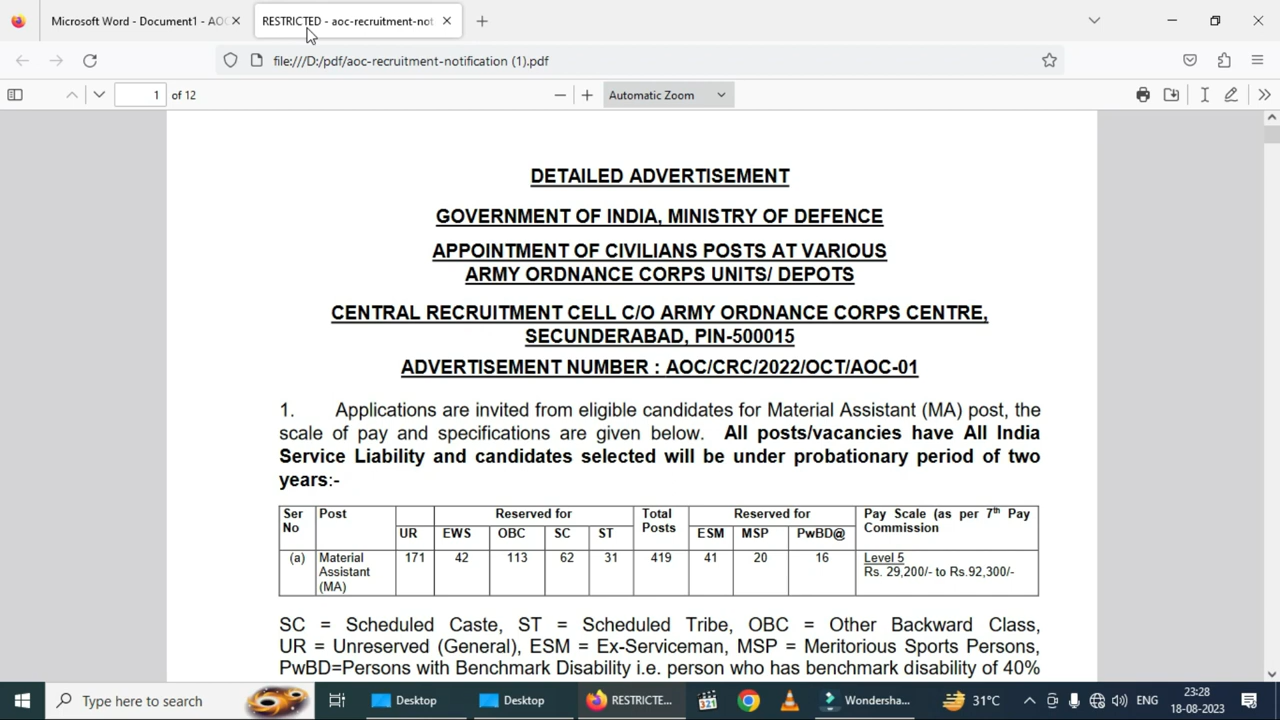 Microsoft Word - Document1 - AOC
RESTRICTED - aoc-recruitment-not
file:///D:/pdf/aoc-recruitment-notification (1).pdf
1 of 12
Automatic Zoom
DETAILED ADVERTISEMENT
GOVERNMENT OF INDIA, MINISTRY OF DEFENCE
APPOINTMENT OF CIVILIANS POSTS AT VARIOUS
ARMY ORDNANCE CORPS UNITS/ DEPOTS
CENTRAL RECRUITMENT CELL C/O ARMY ORDNANCE CORPS CENTRE,
SECUNDERABAD, PIN-500015
ADVERTISEMENT NUMBER : AOC/CRC/2022/OCT/AOC-01
1. Applications are invited from eligible candidates for Material Assistant (MA) post, the
scale of pay and specifications are given below. All posts/vacancies have All India
Service Liability and candidates selected will be under probationary period of two
years:-
Ser No Post Reserved for Total Posts Reserved for Pay Scale (as per 7th Pay Commission
UR EWS OBC SC ST ESM MSP PwBD@
(a) Material Assistant (MA) 171 42 113 62 31 419 41 20 16 Level 5
Rs. 29,200/- to Rs.92,300/-
SC = Scheduled Caste, ST = Scheduled Tribe, OBC = Other Backward Class,
UR = Unreserved (General), ESM = Ex-Serviceman, MSP = Meritorious Sports Persons,
PwBD=Persons with Benchmark Disability i.e. person who has benchmark disability of 40%
Type here to search
Desktop
Desktop
RESTRICTE...
321
Wondersha...
31°C
ENG
23:28
18-08-2023